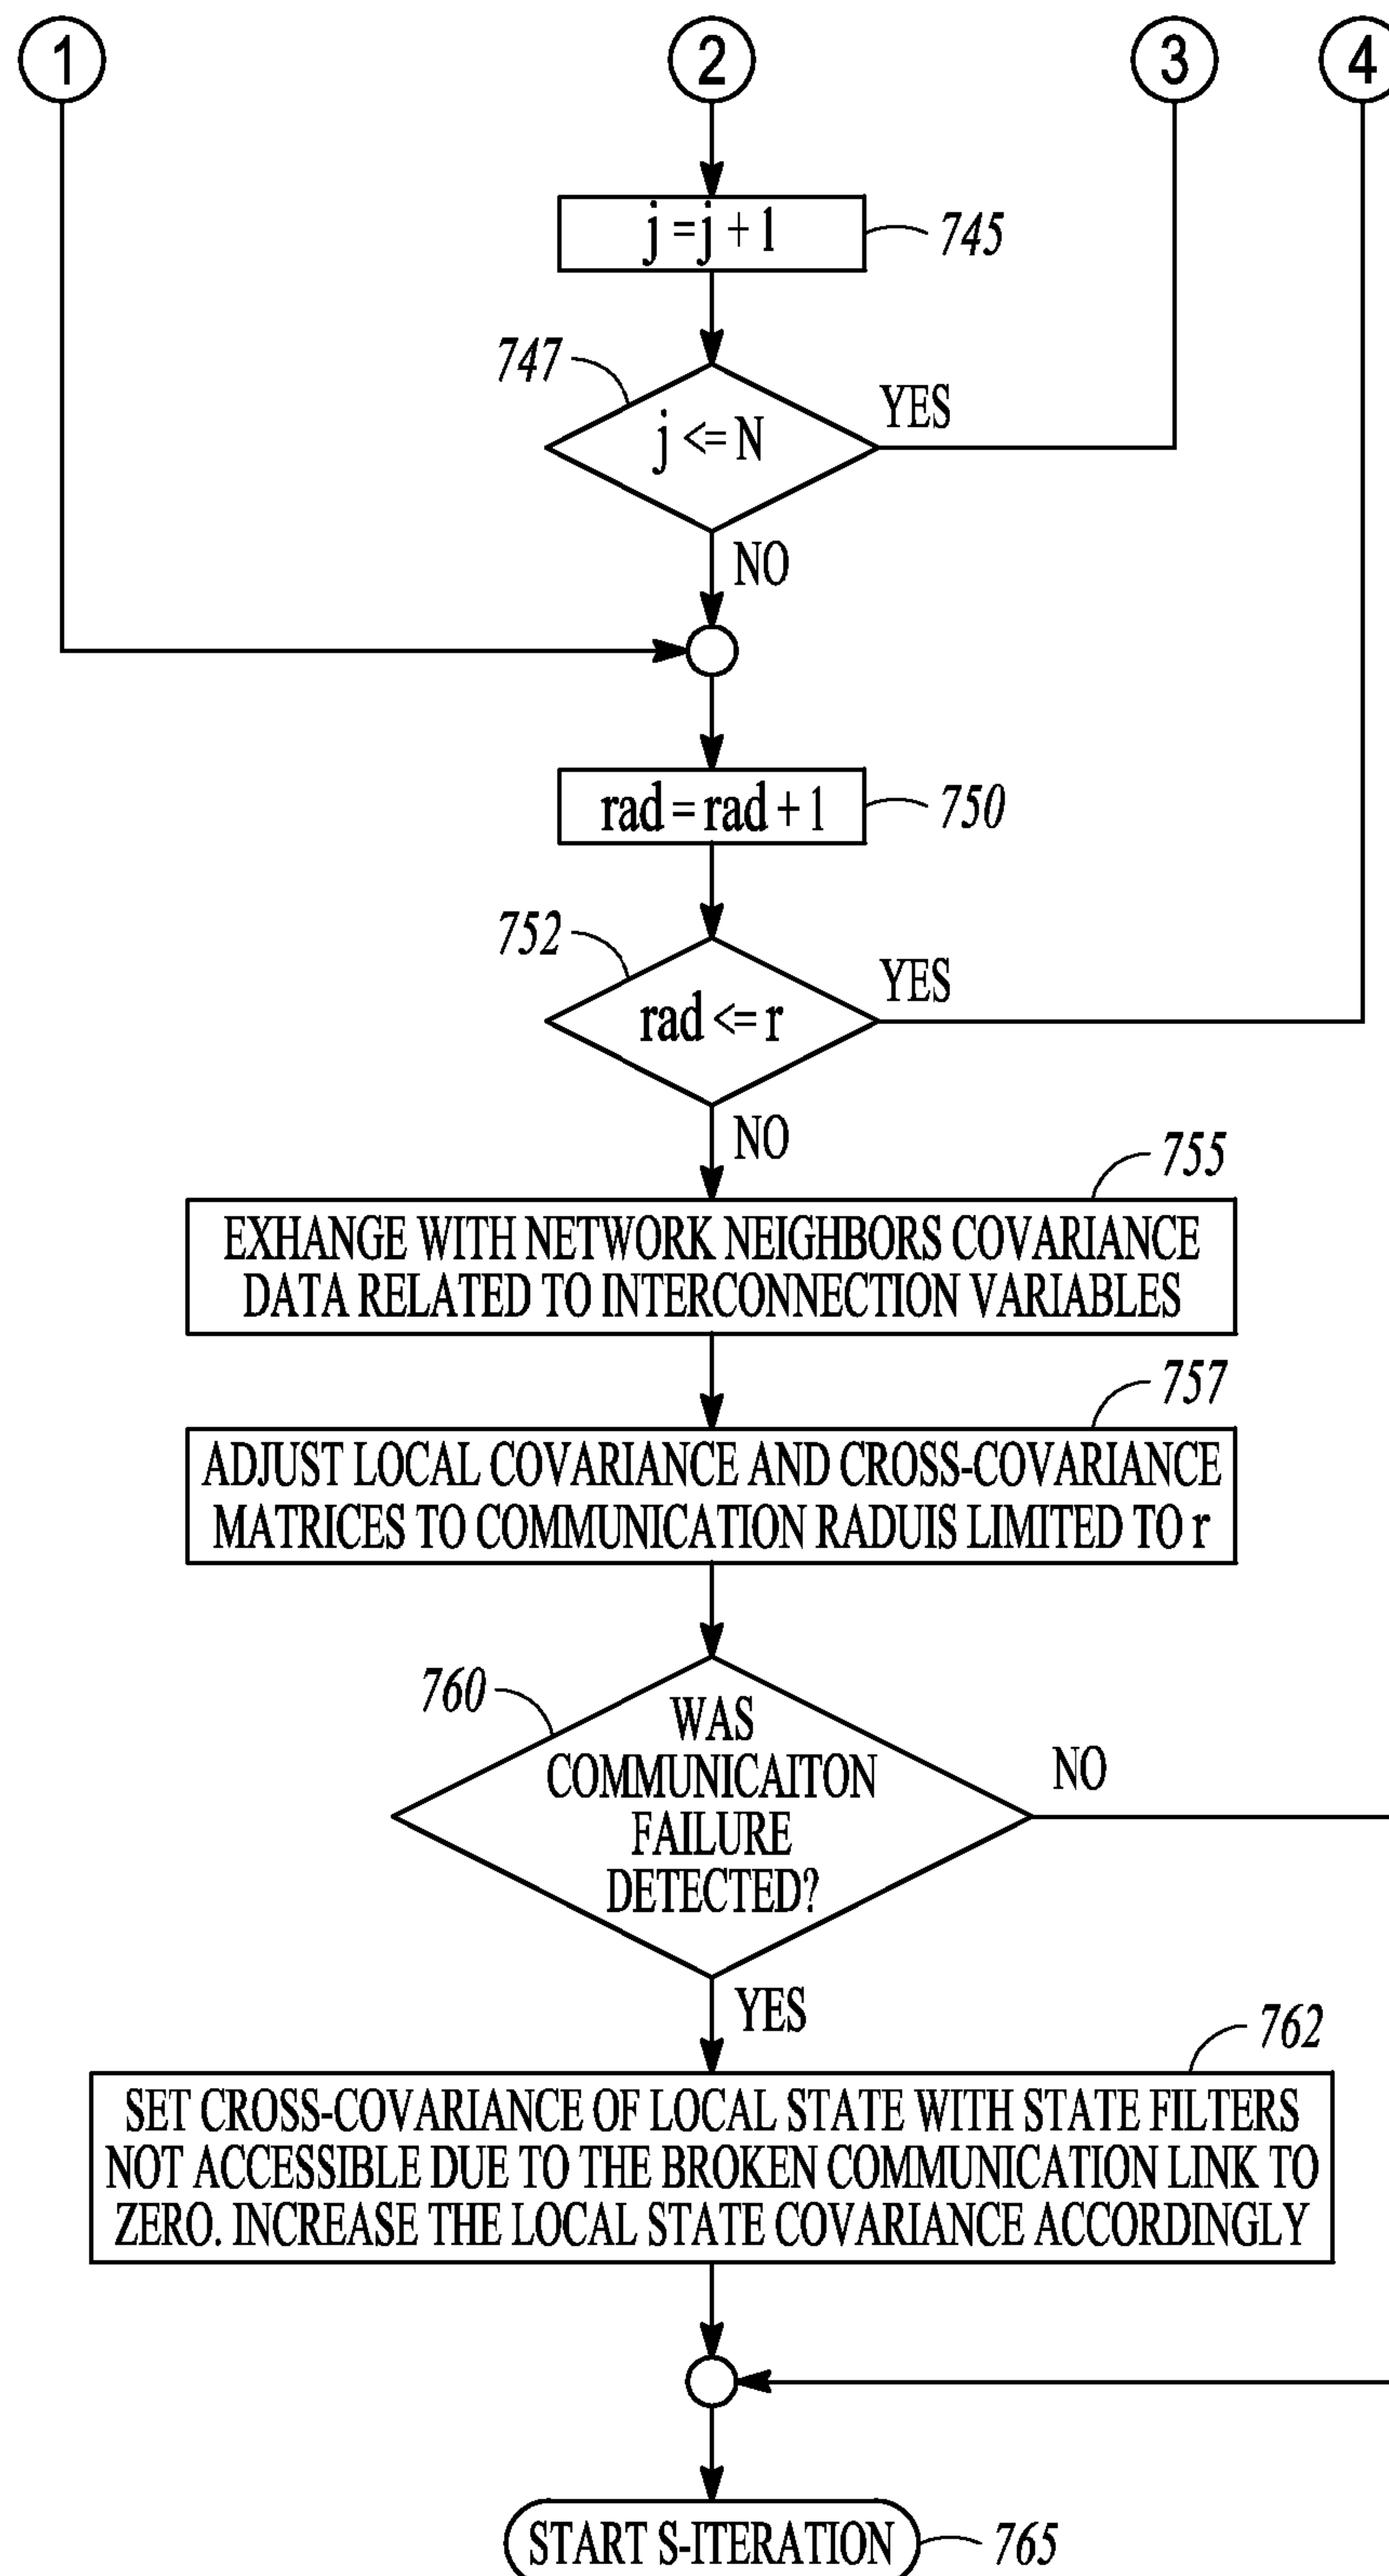 1
2
3
4
j = j + 1
745
747
j <= N
YES
NO
rad = rad + 1
750
752
rad <= r
YES
NO
755
EXHANGE WITH NETWORK NEIGHBORS COVARIANCE
DATA RELATED TO INTERCONNECTION VARIABLES
757
ADJUST LOCAL COVARIANCE AND CROSS-COVARIANCE
MATRICES TO COMMUNICATION RADUIS LIMITED TO r
760
WAS
COMMUNICAITON
FAILURE
DETECTED?
NO
YES
762
SET CROSS-COVARIANCE OF LOCAL STATE WITH STATE FILTERS
NOT ACCESSIBLE DUE TO THE BROKEN COMMUNICATION LINK TO
ZERO. INCREASE THE LOCAL STATE COVARIANCE ACCORDINGLY
START S-ITERATION
765